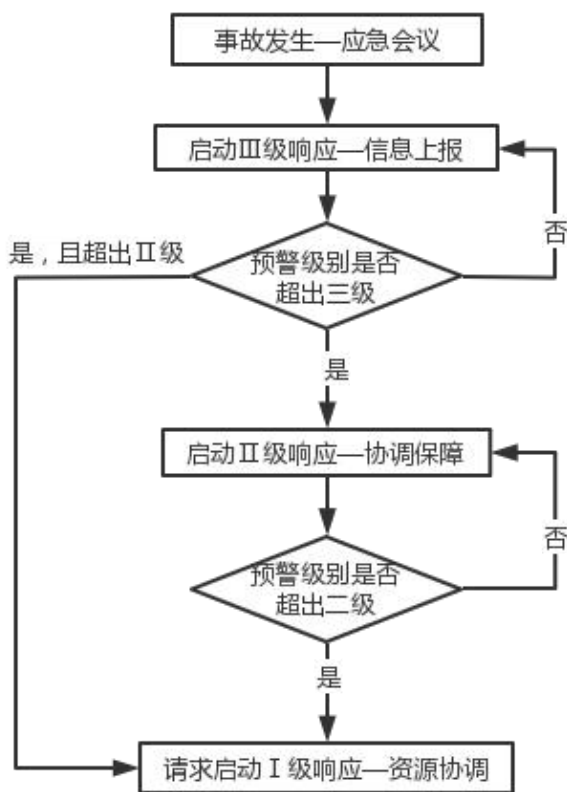 事故发生—应急会议
启动Ⅲ级响应—信息上报
否
是，且超出Ⅱ级
预警级别是否
超出三级
是
启动Ⅱ级响应—协调保障
否
预警级别是否
超出二级
是
请求启动Ⅰ级响应—资源协调